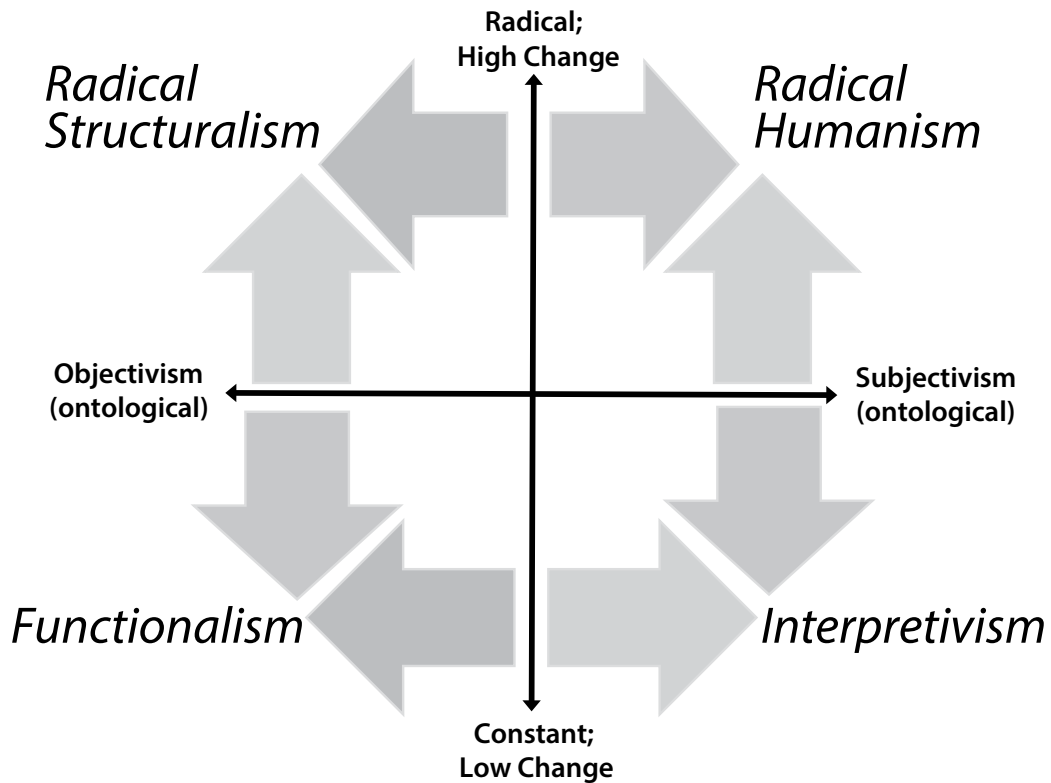 Radical;
High Change
Radical
Structuralism
Radical
Humanism
Objectivism
(ontological)
Subjectivism
(ontological)
Functionalism
Interpretivism
Constant;
Low Change